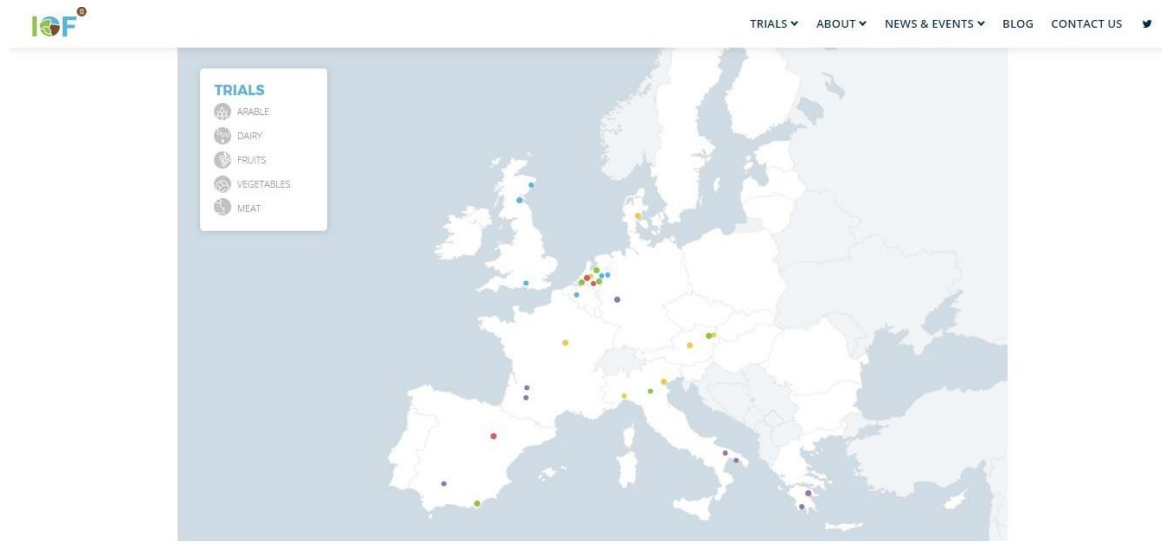 IOF
TRIALS ABOUT NEWS & EVENTS BLOG CONTACT US
TRIALS
ARABLE
DAIRY
FRUITS
VEGETABLES
MEAT